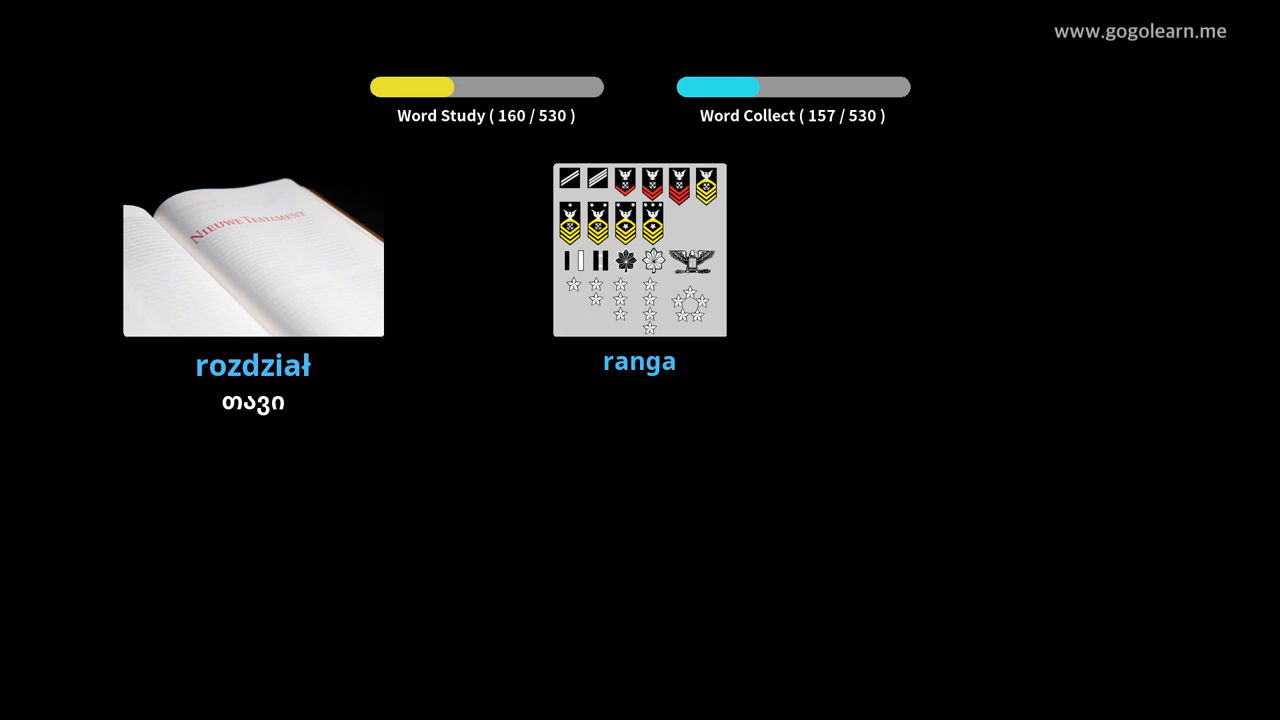 www.gogolearn.me
Word Study ( 160 / 530 )
Word Collect ( 157 / 530 )
NIEUWE TESTAMENT
rozdział
თავი
ranga